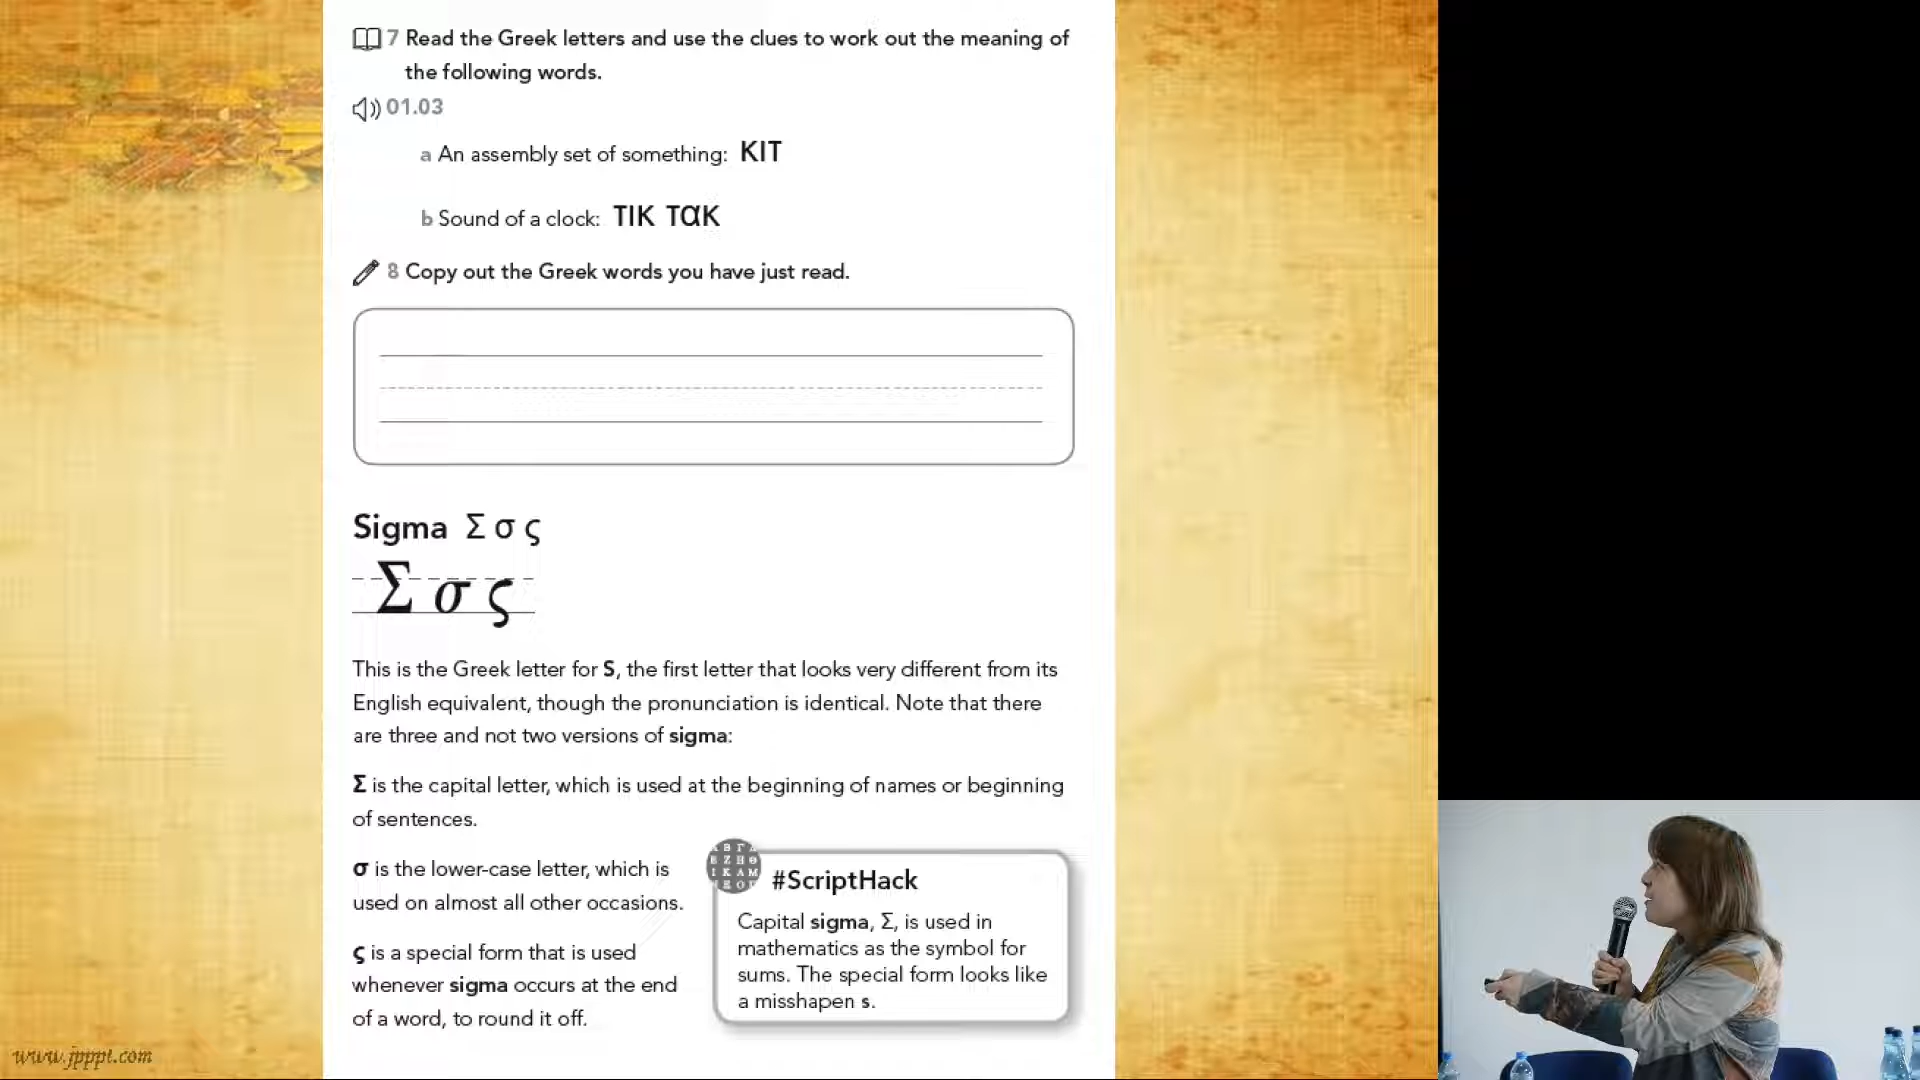 7 Read the Greek letters and use the clues to work out the meaning of
the following words.
01.03
a An assembly set of something: κιτ
b Sound of a clock: τικ τακ
8 Copy out the Greek words you have just read.
Sigma Σ σ ς
Σ σ ς
This is the Greek letter for S, the first letter that looks very different from its
English equivalent, though the pronunciation is identical. Note that there
are three and not two versions of sigma:
Σ is the capital letter, which is used at the beginning of names or beginning
of sentences.
σ is the lower-case letter, which is
used on almost all other occasions.
ς is a special form that is used
whenever sigma occurs at the end
of a word, to round it off.
#ScriptHack
Capital sigma, Σ, is used in
mathematics as the symbol for
sums. The special form looks like
a misshapen s.
www.jpppt.com